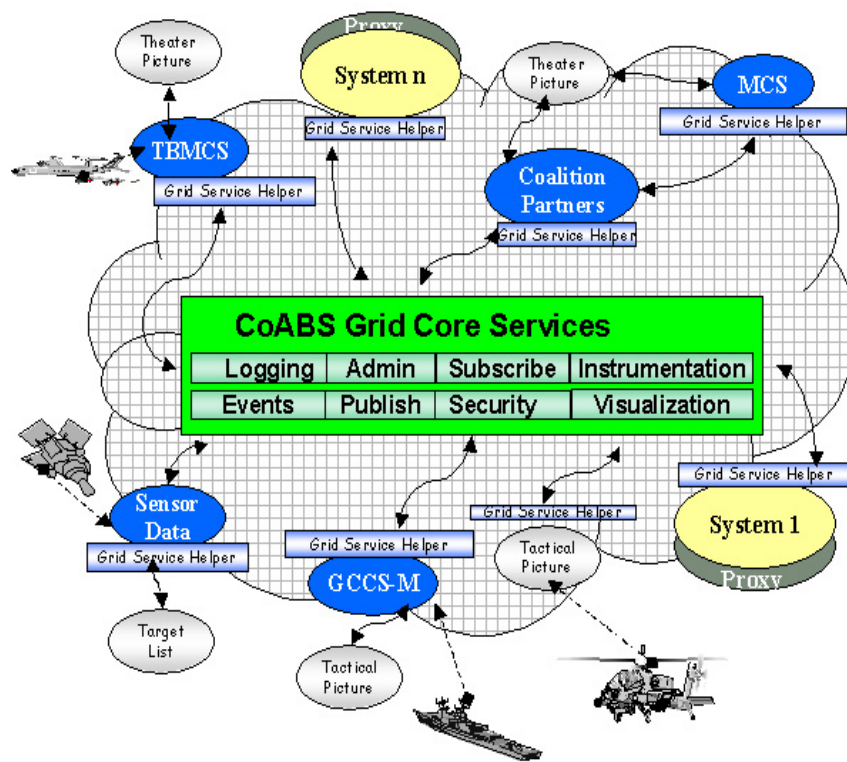 Proxy
System n
Theater
Picture
Theater
Picture
MCS
Grid Service Helper
Grid Service Helper
TBMCS
Grid Service Helper
Coalition
Partners
Grid Service Helper
CoABS Grid Core Services
Logging Admin Subscribe Instrumentation
Events Publish Security Visualization
Grid Service Helper
System 1
Proxy
Sensor
Data
Grid Service Helper
Target
List
Grid Service Helper
GCCS-M
Tactical
Picture
Grid Service Helper
Tactical
Picture